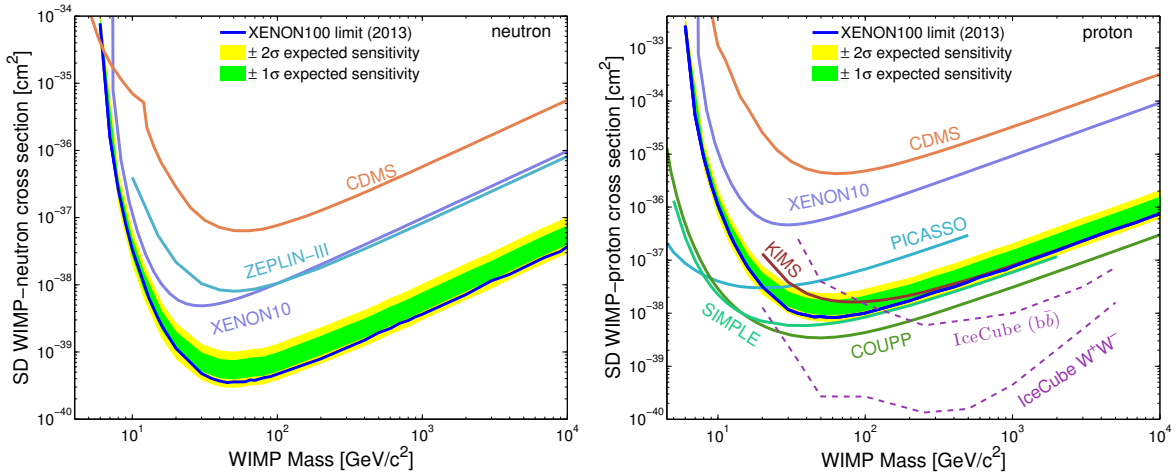 10⁻³⁴
10⁻³⁵
10⁻³⁶
10⁻³⁷
10⁻³⁸
10⁻³⁹
10⁻⁴⁰
SD WIMP−neutron cross section [cm²]
XENON100 limit (2013)
± 2σ expected sensitivity
± 1σ expected sensitivity
neutron
CDMS
ZEPLIN−III
XENON10
10¹ 10² 10³ 10⁴
WIMP Mass [GeV/c²]
10⁻³³
10⁻³⁴
10⁻³⁵
10⁻³⁶
10⁻³⁷
10⁻³⁸
10⁻³⁹
10⁻⁴⁰
SD WIMP−proton cross section [cm²]
XENON100 limit (2013)
± 2σ expected sensitivity
± 1σ expected sensitivity
proton
CDMS
XENON10
PICASSO
KIMS
SIMPLE
COUPP
IceCube (bb̄)
IceCube W⁺W⁻
10¹ 10² 10³ 10⁴
WIMP Mass [GeV/c²]